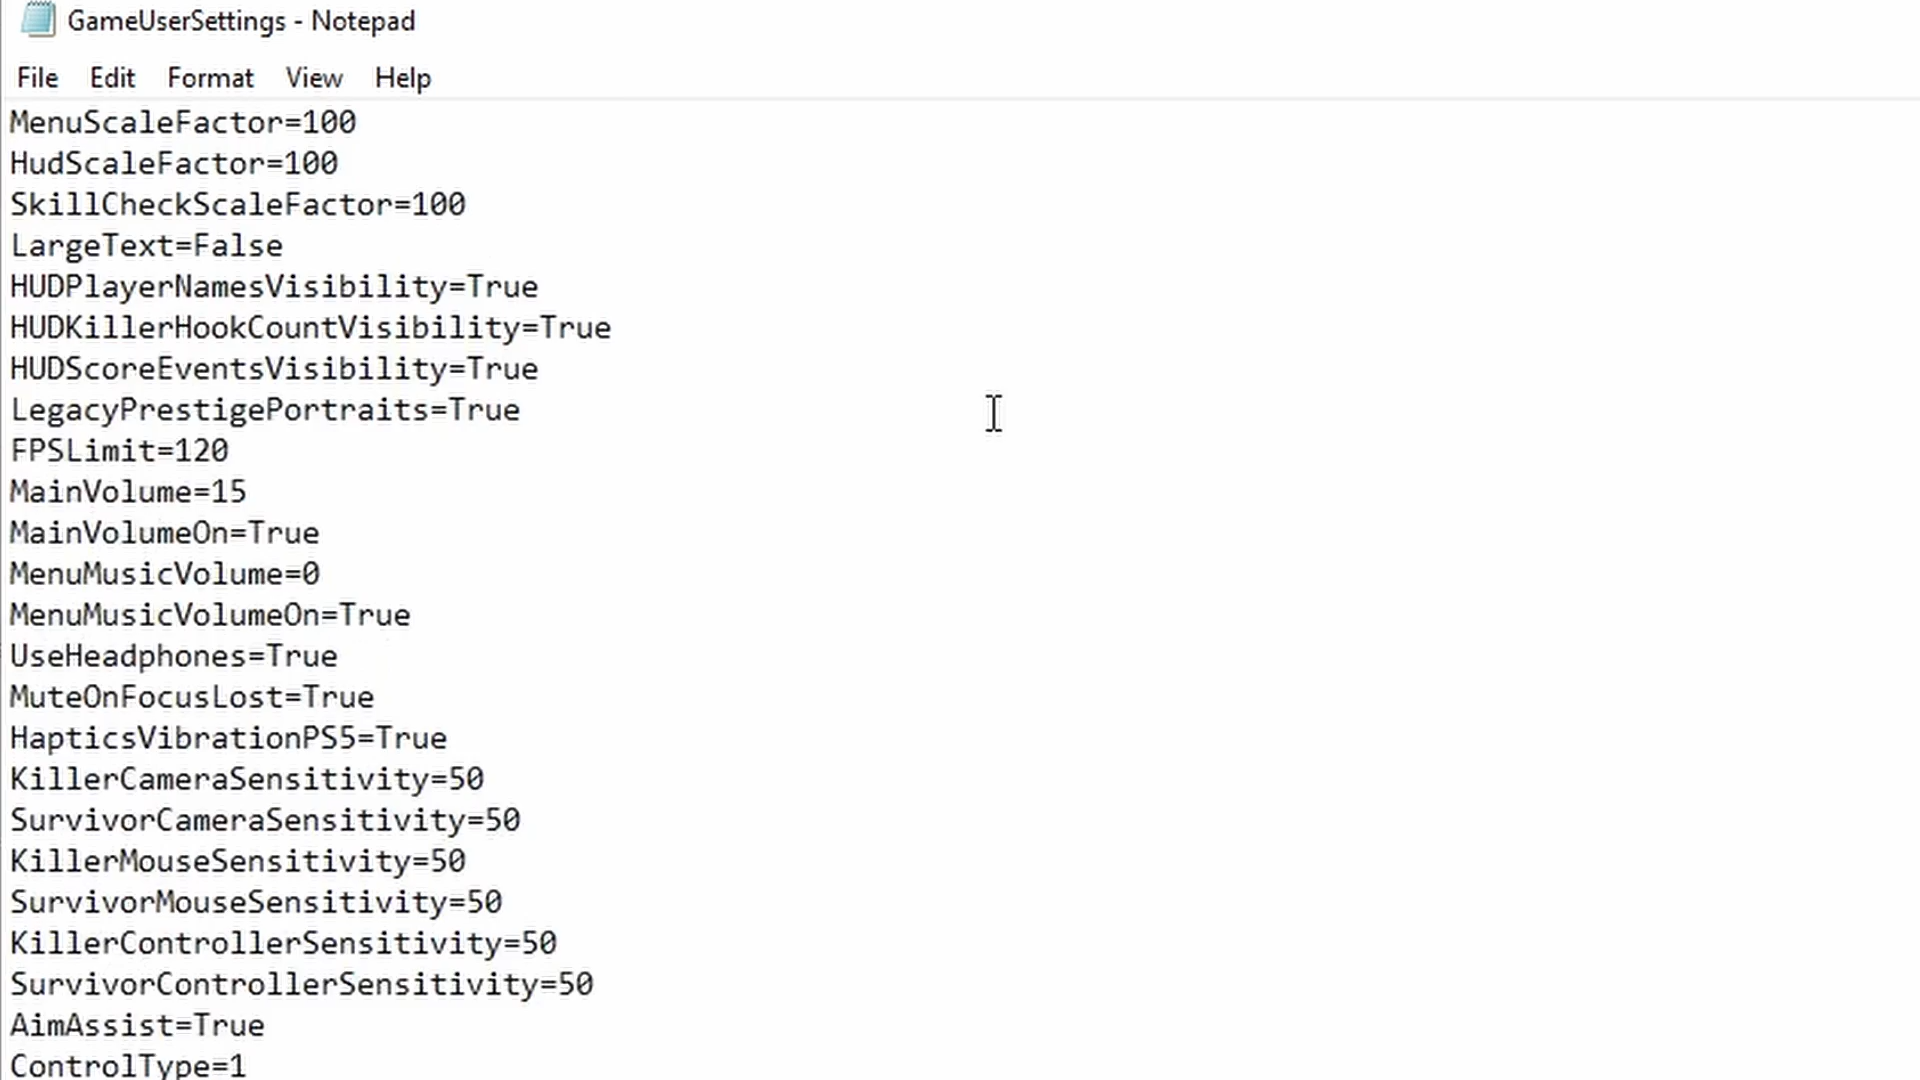 GameUserSettings - Notepad
File Edit Format View Help
MenuScaleFactor=100
HudScaleFactor=100
SkillCheckScaleFactor=100
LargeText=False
HUDPlayerNamesVisibility=True
HUDKillerHookCountVisibility=True
HUDScoreEventsVisibility=True
LegacyPrestigePortraits=True
FPSLimit=120
MainVolume=15
MainVolumeOn=True
MenuMusicVolume=0
MenuMusicVolumeOn=True
UseHeadphones=True
MuteOnFocusLost=True
HapticsVibrationPS5=True
KillerCameraSensitivity=50
SurvivorCameraSensitivity=50
KillerMouseSensitivity=50
SurvivorMouseSensitivity=50
KillerControllerSensitivity=50
SurvivorControllerSensitivity=50
AimAssist=True
ControlType=1